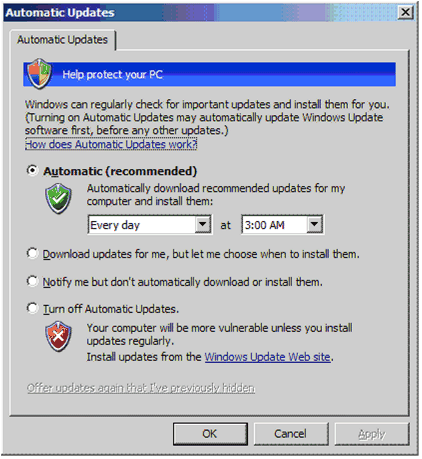 Automatic Updates
Automatic Updates
Help protect your PC
Windows can regularly check for important updates and install them for you.
(Turning on Automatic Updates may automatically update Windows Update
software first, before any other updates.)
How does Automatic Updates work?
Automatic (recommended)
Automatically download recommended updates for my
computer and install them:
Every day at 3:00 AM
Download updates for me, but let me choose when to install them.
Notify me but don't automatically download or install them.
Turn off Automatic Updates.
Your computer will be more vulnerable unless you install
updates regularly.
Install updates from the Windows Update Web site.
Offer updates again that I've previously hidden
OK Cancel Apply